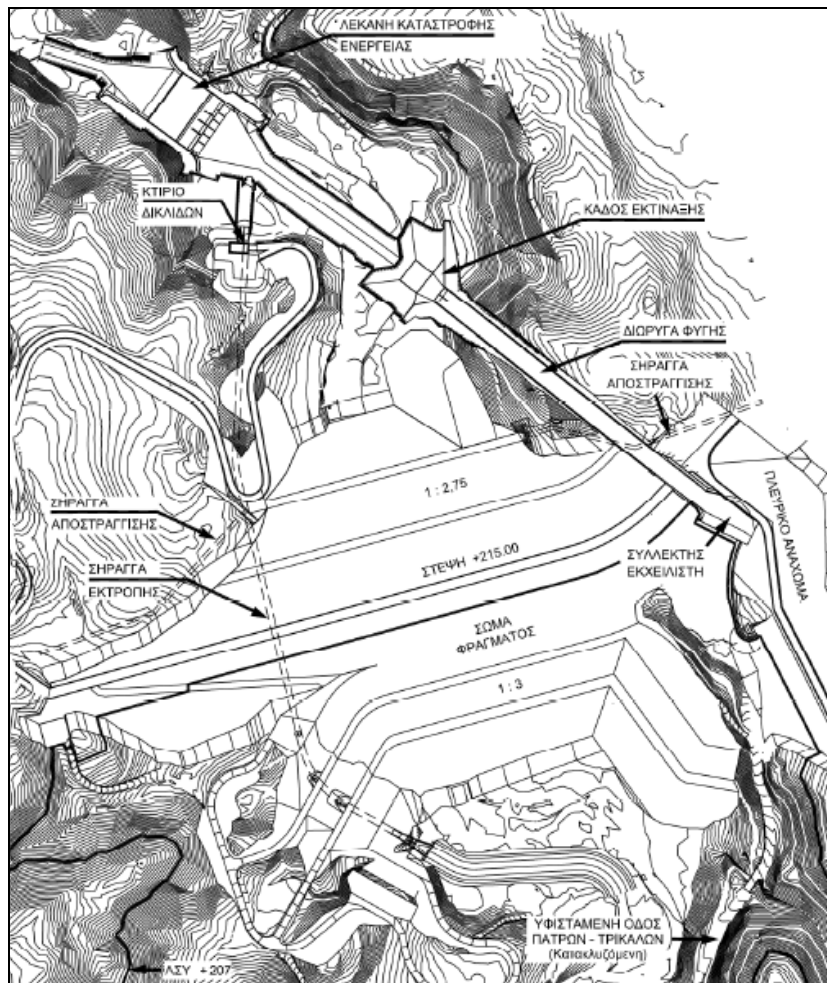 ΛΕΚΑΝΗ ΚΑΤΑΣΤΡΟΦΗΣ
ΕΝΕΡΓΕΙΑΣ
ΚΤΙΡΙΟ
ΔΙΚΛΙΔΩΝ
ΚΑΔΟΣ ΕΚΤΙΝΑΞΗΣ
ΔΙΩΡΥΓΑ ΦΥΓΗΣ
ΣΗΡΑΓΓΑ
ΑΠΟΣΤΡΑΓΓΙΣΗΣ
1 : 2,75
ΠΛΕΥΡΙΚΟ ΑΝΑΧΩΜΑ
ΣΗΡΑΓΓΑ
ΑΠΟΣΤΡΑΓΓΙΣΗΣ
ΣΤΕΨΗ +215.00
ΣΥΛΛΕΚΤΗΣ
ΕΚΧΕΙΛΙΣΤΗ
ΣΗΡΑΓΓΑ
ΕΚΤΡΟΠΗΣ
ΣΩΜΑ
ΦΡΑΓΜΑΤΟΣ
1 : 3
ΥΦΙΣΤΑΜΕΝΗ ΟΔΟΣ
ΠΑΤΡΩΝ - ΤΡΙΚΑΛΩΝ
(Κατακλυζόμενη)
ΑΣΥ +207